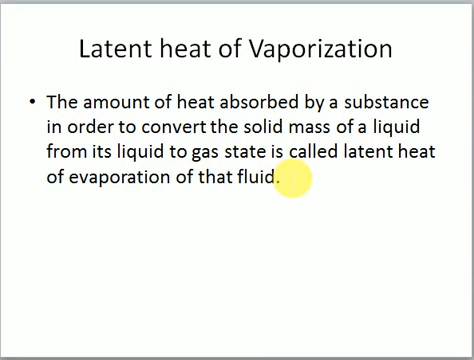 Latent heat of Vaporization
• The amount of heat absorbed by a substance
in order to convert the solid mass of a liquid
from its liquid to gas state is called latent heat
of evaporation of that fluid.